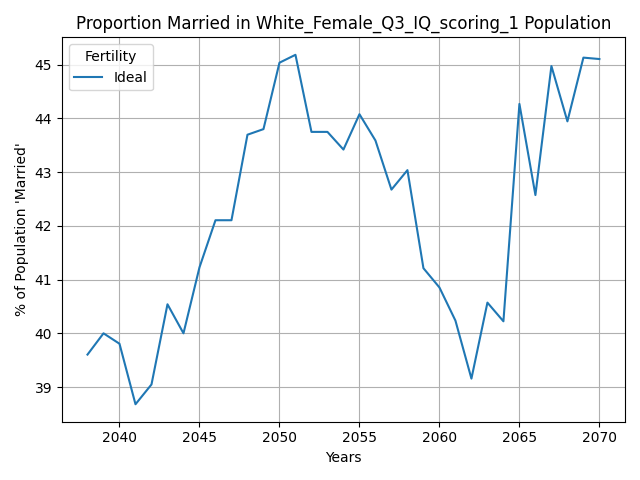 Proportion Married in White_Female_Q3_IQ_scoring_1 Population
Fertility
Ideal
% of Population 'Married'
45
44
43
42
41
40
39
2040 2045 2050 2055 2060 2065 2070
Years